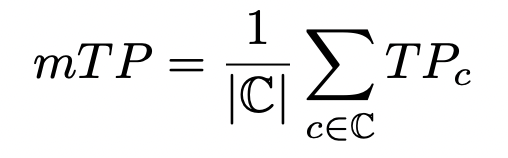 $mTP = \frac{1}{|\mathbb{C}|} \sum_{c \in \mathbb{C}} TP_c$